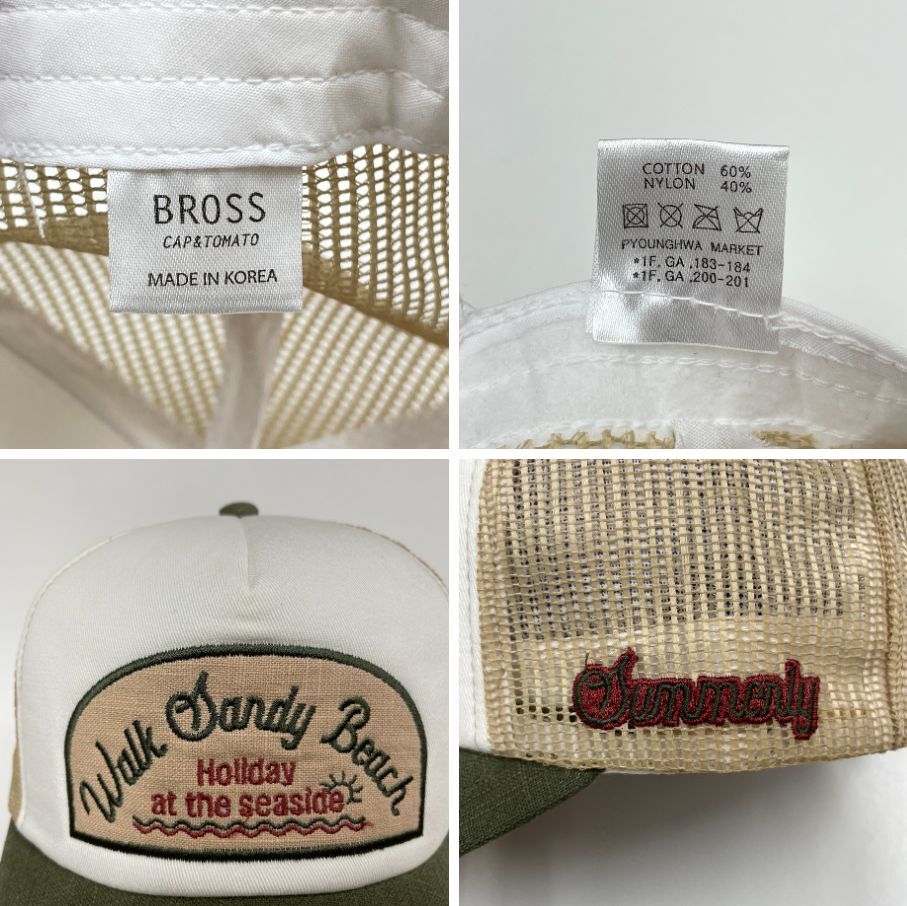 BROSS
CAP&TOMATO
MADE IN KOREA
COTTON 60%
NYLON 40%
PYOUNGHWA MARKET
*1F, GA ,183-184
*1F, GA ,200-201
Walk Sandy Beach
Holiday
at the seaside
Summerly